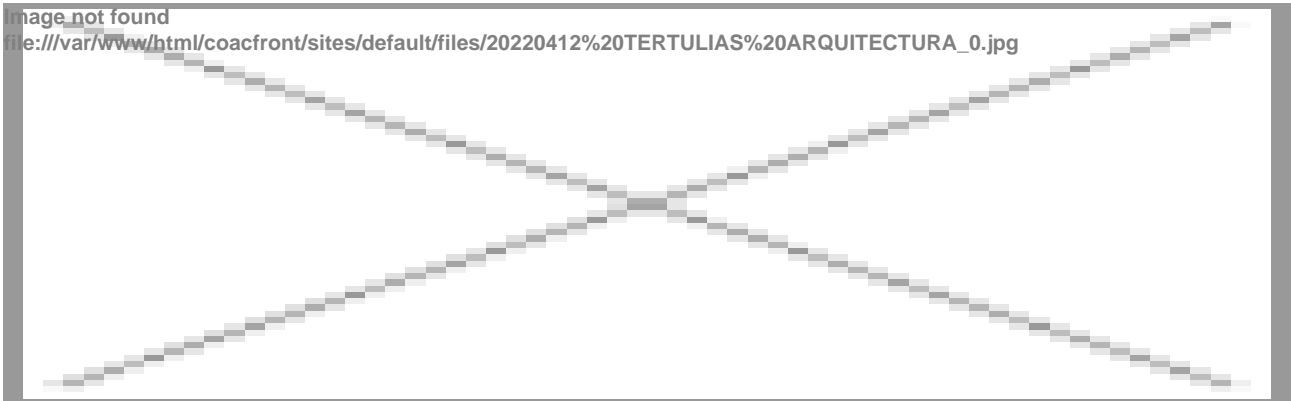 Image not found
file:///var/www/html/coacfront/sites/default/files/20220412%20TERTULIAS%20ARQUITECTURA_0.jpg